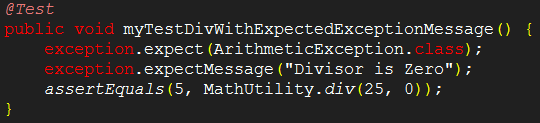 @Test
public void myTestDivWithExpectedExceptionMessage() {
    exception.expect(ArithmeticException.class);
    exception.expectMessage("Divisor is Zero");
    assertEquals(5, MathUtility.div(25, 0));
}